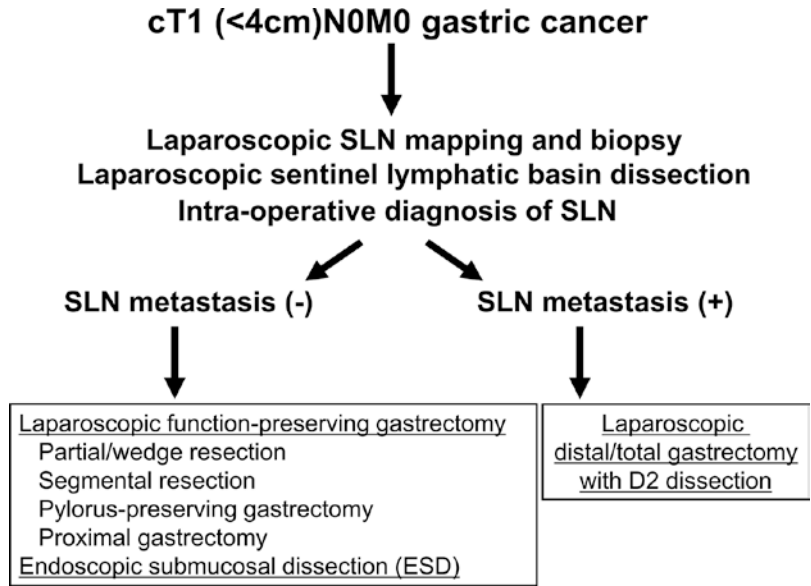 cT1 (<4cm)N0M0 gastric cancer
Laparoscopic SLN mapping and biopsy
Laparoscopic sentinel lymphatic basin dissection
Intra-operative diagnosis of SLN
SLN metastasis (-)
SLN metastasis (+)
Laparoscopic function-preserving gastrectomy
Partial/wedge resection
Segmental resection
Pylorus-preserving gastrectomy
Proximal gastrectomy
Endoscopic submucosal dissection (ESD)
Laparoscopic
distal/total gastrectomy
with D2 dissection